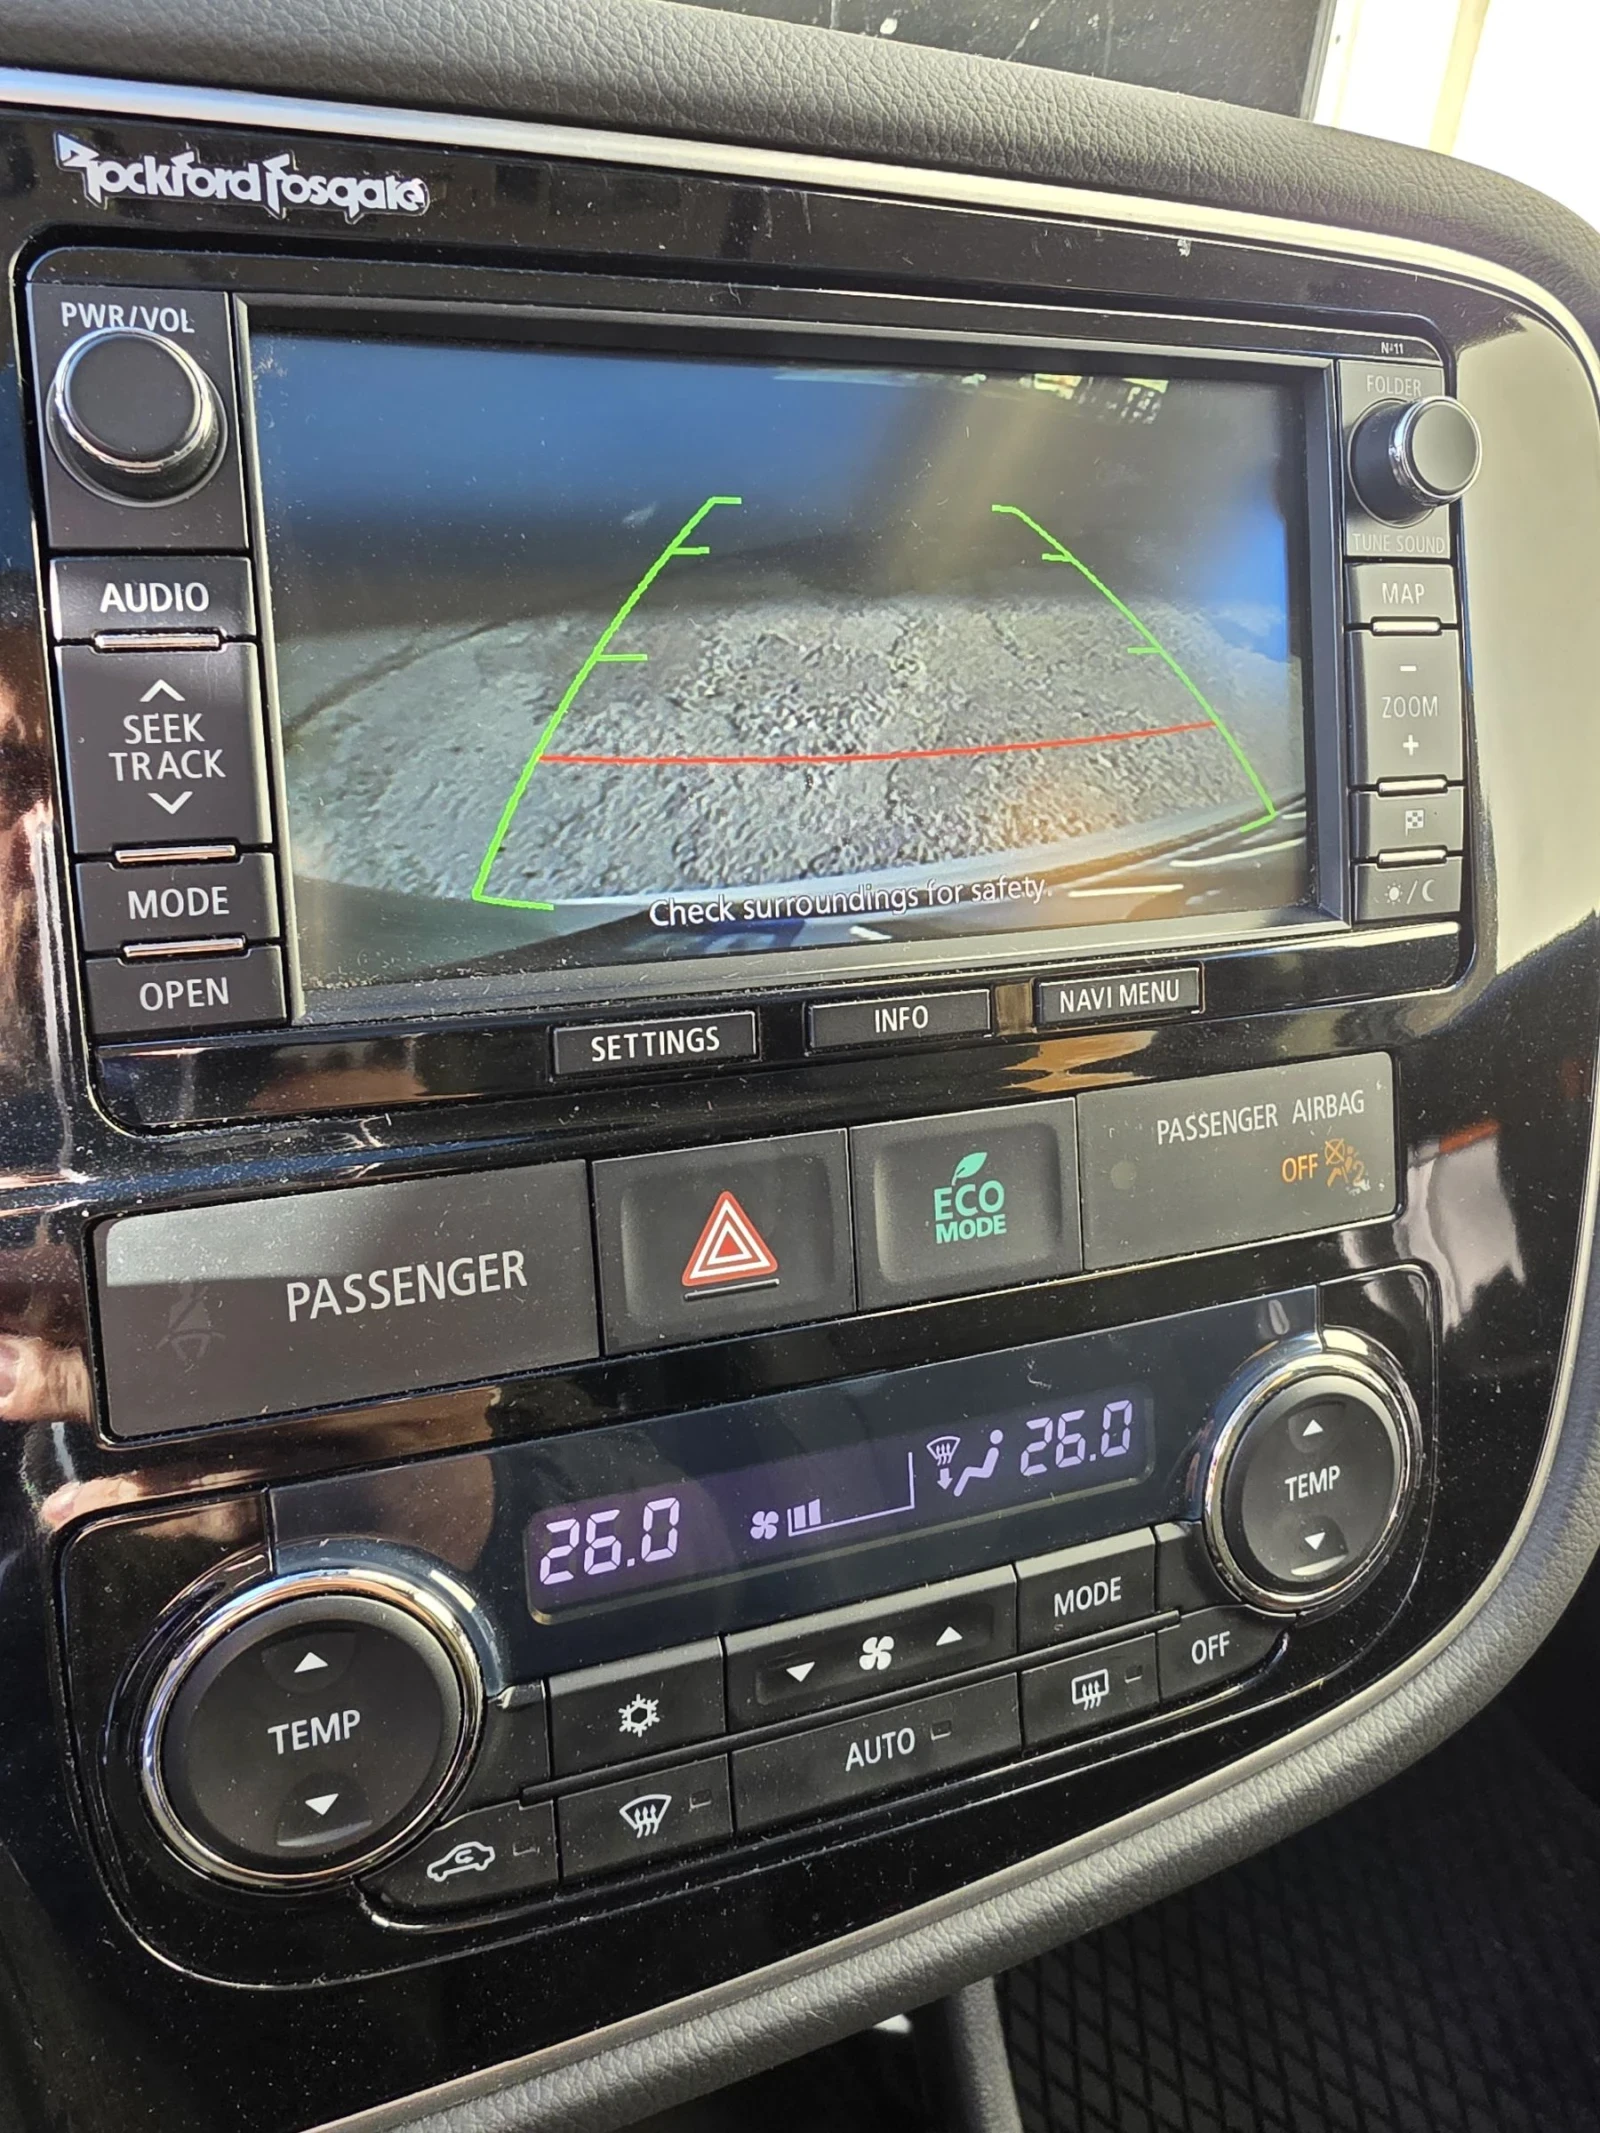 Rockford Fosgate
PWR/VOL
N-11
FOLDER
TUNE SOUND
AUDIO
MAP
SEEK
TRACK
-
ZOOM
+
MODE
OPEN
Check surroundings for safety.
SETTINGS
INFO
NAVI MENU
PASSENGER
ECO
MODE
PASSENGER AIRBAG
OFF
26.0
26.0
TEMP
TEMP
MODE
OFF
AUTO